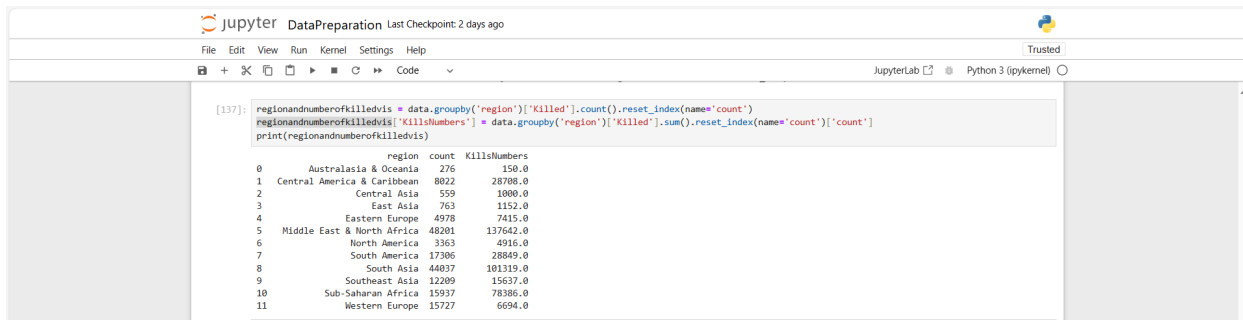 jupyter DataPreparation Last Checkpoint: 2 days ago
File Edit View Run Kernel Settings Help Trusted
Code JupyterLab Python 3 (ipykernel)
[137]: regionandnumberofkilledvis = data.groupby('region')['Killed'].count().reset_index(name='count')
regionandnumberofkilledvis['KillsNumbers'] = data.groupby('region')['Killed'].sum().reset_index(name='count')['count']
print(regionandnumberofkilledvis)
region count KillsNumbers
0 Australasia & Oceania 276 150.0
1 Central America & Caribbean 8022 28708.0
2 Central Asia 559 1000.0
3 East Asia 763 1152.0
4 Eastern Europe 4978 7415.0
5 Middle East & North Africa 48201 137642.0
6 North America 3363 4916.0
7 South America 17306 28849.0
8 South Asia 44037 101319.0
9 Southeast Asia 12209 15637.0
10 Sub-Saharan Africa 15937 78386.0
11 Western Europe 15727 6694.0